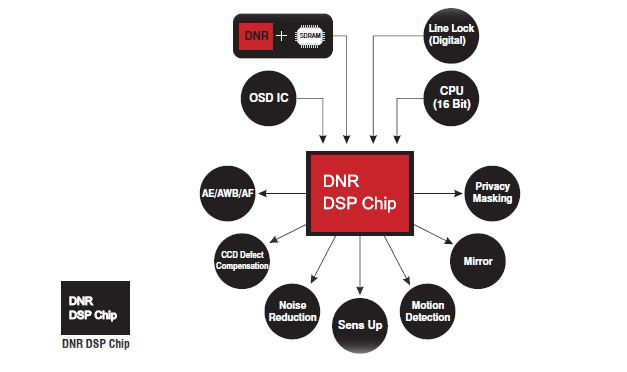 DNR + SDRAM
Line Lock
(Digital)
OSD IC
CPU
(16 Bit)
DNR
DSP Chip
AE/AWB/AF
Privacy
Masking
CCD Defect
Compensation
Mirror
Noise
Reduction
Sens Up
Motion
Detection
DNR
DSP Chip
DNR DSP Chip